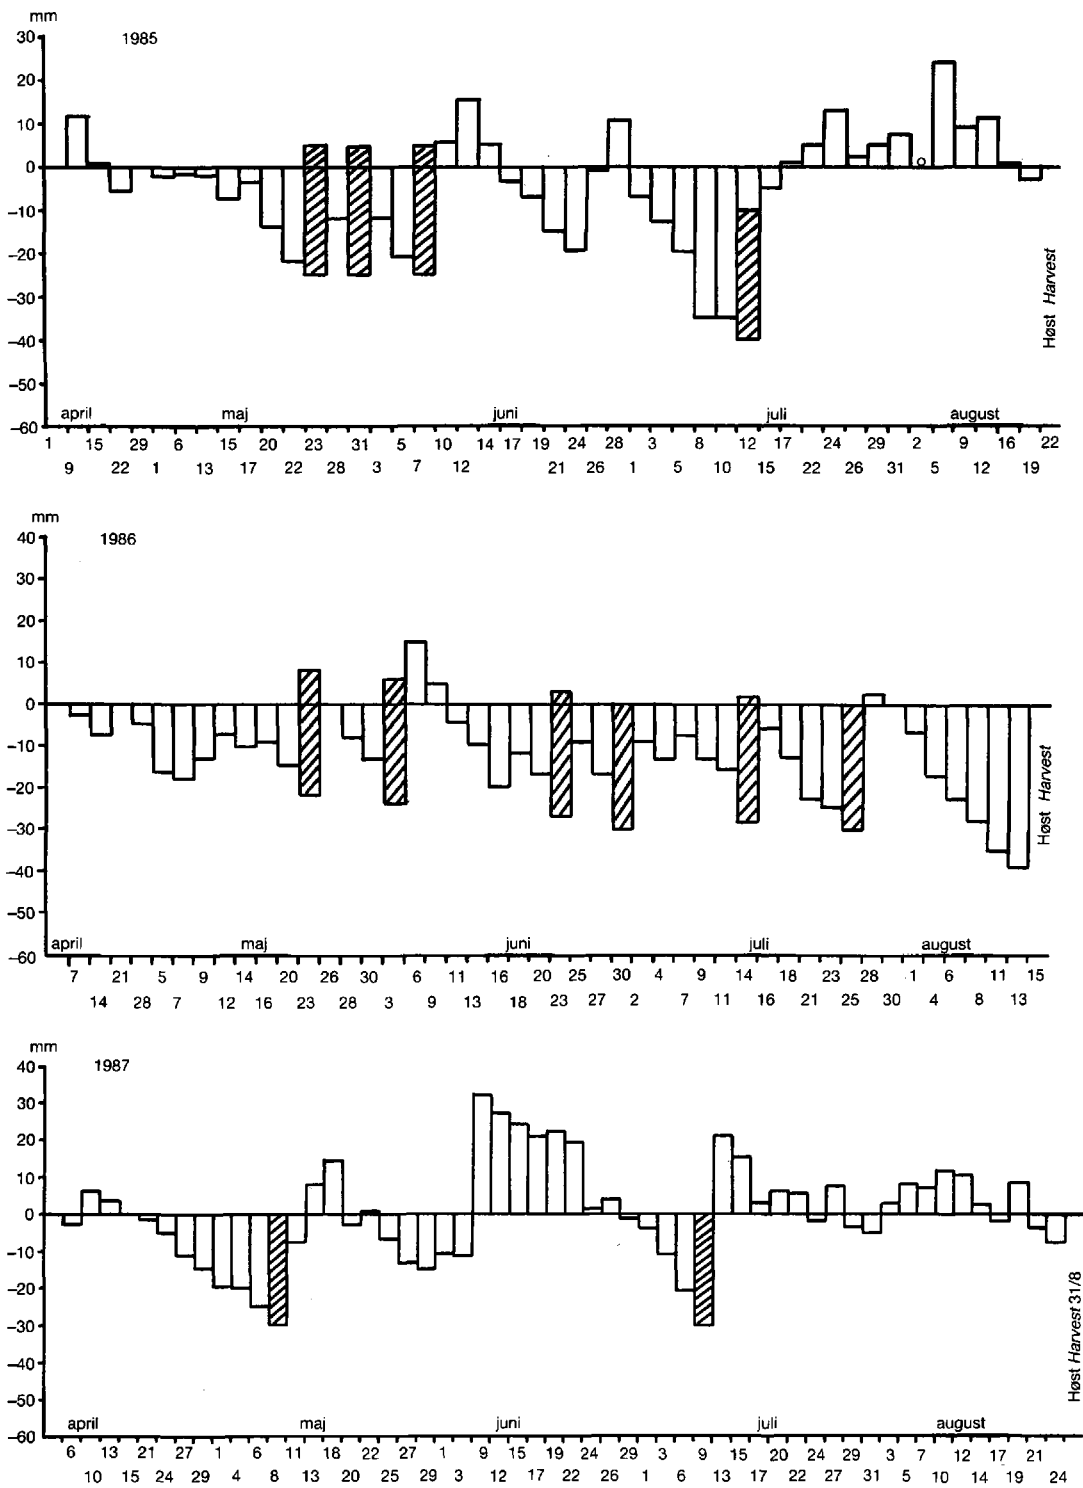 mm
1985
30
20
10
0
–10
–20
–30
–40
–50
–60
Høst Harvest
april maj juni juli august
1 15 29 6 15 20 23 31 5 10 14 17 19 24 28 3 8 12 17 24 29 2 9 16 22
9 22 1 13 17 22 28 3 7 12 21 26 1 5 10 15 22 26 31 5 12 19
mm
1986
40
30
20
10
0
–10
–20
–30
–40
–50
–60
Høst Harvest
april maj juni juli august
7 21 5 9 14 20 26 30 6 11 16 20 25 30 4 9 14 18 23 28 1 6 11 15
14 28 7 12 16 23 28 3 9 13 18 23 27 2 7 11 16 21 25 30 4 8 13
mm
1987
40
30
20
10
0
–10
–20
–30
–40
–50
–60
Høst Harvest 31/8
april maj juni juli august
6 13 21 27 1 6 11 18 22 27 1 9 15 19 24 29 3 9 15 20 24 29 3 7 12 17 21
10 15 24 29 4 8 13 20 25 29 3 12 17 22 26 1 6 13 17 22 27 31 5 10 14 19 24